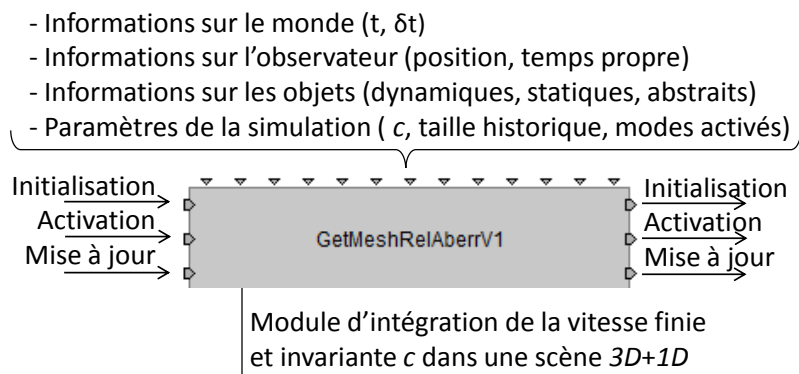 - Informations sur le monde (t, δt)
- Informations sur l'observateur (position, temps propre)
- Informations sur les objets (dynamiques, statiques, abstraits)
- Paramètres de la simulation ( c, taille historique, modes activés)
Initialisation
Initialisation
Activation
GetMeshRelAberrV1
Activation
Mise à jour
Mise à jour
Module d'intégration de la vitesse finie
et invariante c dans une scène 3D+1D